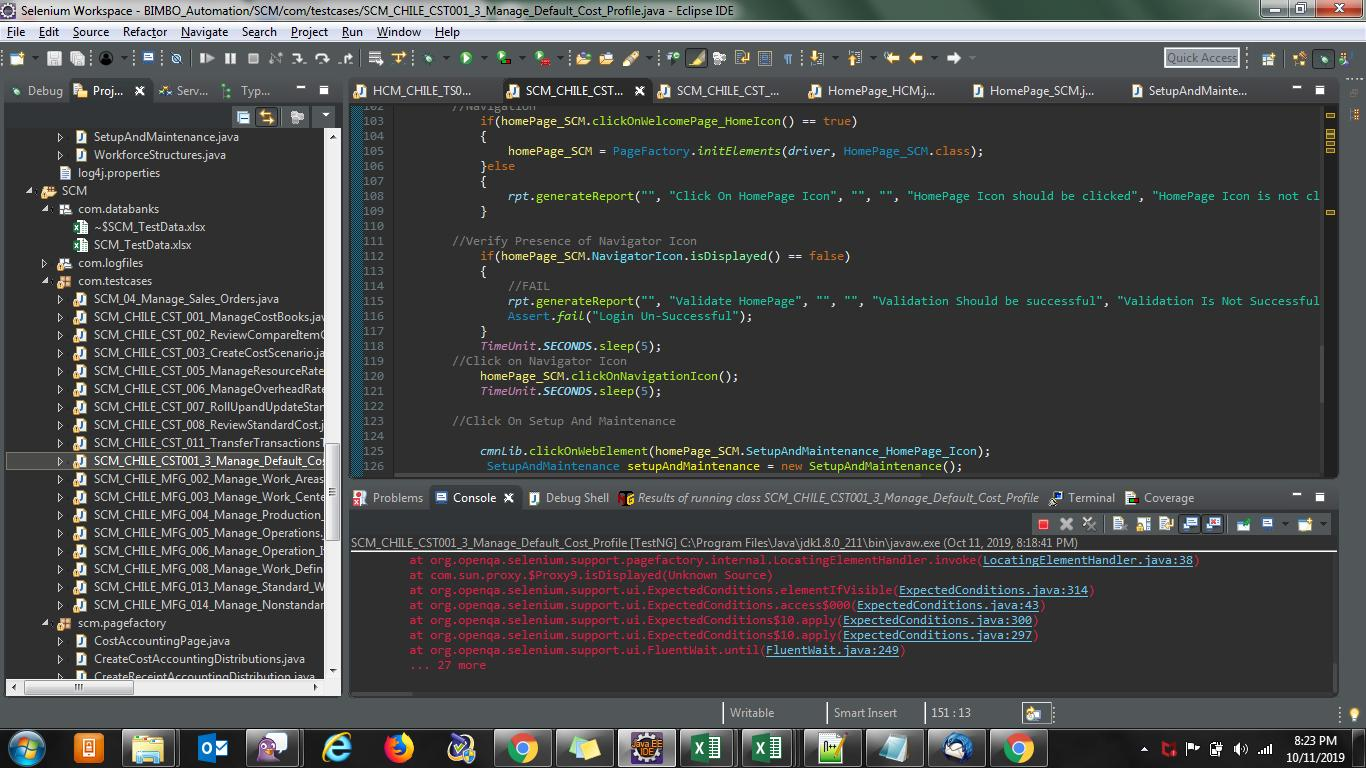 Selenium Workspace - BIMBO_Automation/SCM/com/testcases/SCM_CHILE_CST001_3_Manage_Default_Cost_Profile.java - Eclipse IDE
File Edit Source Refactor Navigate Search Project Run Window Help
Quick Access
Debug Proj... Serv... Typ...
SetupAndMaintenance.java
WorkforceStructures.java
log4j.properties
SCM
com.databanks
~$SCM_TestData.xlsx
SCM_TestData.xlsx
com.logfiles
com.testcases
SCM_04_Manage_Sales_Orders.java
SCM_CHILE_CST_001_ManageCostBooks.jav
SCM_CHILE_CST_002_ReviewCompareItemC
SCM_CHILE_CST_003_CreateCostScenario.ja
SCM_CHILE_CST_005_ManageResourceRate
SCM_CHILE_CST_006_ManageOverheadRate
SCM_CHILE_CST_007_RollUpandUpdateStan
SCM_CHILE_CST_008_ReviewStandardCost.j
SCM_CHILE_CST_011_TransferTransactionsT
SCM_CHILE_CST001_3_Manage_Default_Cos
SCM_CHILE_MFG_002_Manage_Work_Areas
SCM_CHILE_MFG_003_Manage_Work_Cente
SCM_CHILE_MFG_004_Manage_Production_
SCM_CHILE_MFG_005_Manage_Operations.
SCM_CHILE_MFG_006_Manage_Operation_I
SCM_CHILE_MFG_008_Manage_Work_Defin
SCM_CHILE_MFG_013_Manage_Standard_W
SCM_CHILE_MFG_014_Manage_Nonstandar
scm.pagefactory
CostAccountingPage.java
CreateCostAccountingDistributions.java
CreateReceiptAccountingDistribution.java
HCM_CHILE_TS0... SCM_CHILE_CST... SCM_CHILE_CST_... HomePage_HCM.j... HomePage_SCM.j... SetupAndMainte...
102 //Navigation
103 if(homePage_SCM.clickOnWelcomePage_HomeIcon() == true)
104 {
105 homePage_SCM = PageFactory.initElements(driver, HomePage_SCM.class);
106 }else
107 {
108 rpt.generateReport("", "Click On HomePage Icon", "", "", "HomePage Icon should be clicked", "HomePage Icon is not cl
109 }
110
111 //Verify Presence of Navigator Icon
112 if(homePage_SCM.NavigatorIcon.isDisplayed() == false)
113 {
114 //FAIL
115 rpt.generateReport("", "Validate HomePage", "", "", "Validation Should be successful", "Validation Is Not Successful
116 Assert.fail("Login Un-Successful");
117 }
118 TimeUnit.SECONDS.sleep(5);
119 //Click on Navigator Icon
120 homePage_SCM.clickOnNavigationIcon();
121 TimeUnit.SECONDS.sleep(5);
122
123 //Click On Setup And Maintenance
124
125 cmnLib.clickOnWebElement(homePage_SCM.SetupAndMaintenance_HomePage_Icon);
126 SetupAndMaintenance setupAndMaintenance = new SetupAndMaintenance();
Problems Console Debug Shell Results of running class SCM_CHILE_CST001_3_Manage_Default_Cost_Profile Terminal Coverage
SCM_CHILE_CST001_3_Manage_Default_Cost_Profile [TestNG] C:\Program Files\Java\jdk1.8.0_211\bin\javaw.exe (Oct 11, 2019, 8:18:41 PM)
at org.openqa.selenium.support.pagefactory.internal.LocatingElementHandler.invoke(LocatingElementHandler.java:38)
at com.sun.proxy.$Proxy9.isDisplayed(Unknown Source)
at org.openqa.selenium.support.ui.ExpectedConditions.elementIfVisible(ExpectedConditions.java:314)
at org.openqa.selenium.support.ui.ExpectedConditions.access$000(ExpectedConditions.java:43)
at org.openqa.selenium.support.ui.ExpectedConditions$10.apply(ExpectedConditions.java:300)
at org.openqa.selenium.support.ui.ExpectedConditions$10.apply(ExpectedConditions.java:297)
at org.openqa.selenium.support.ui.FluentWait.until(FluentWait.java:249)
... 27 more
Writable Smart Insert 151 : 13
Java EE
IDE
8:23 PM
10/11/2019